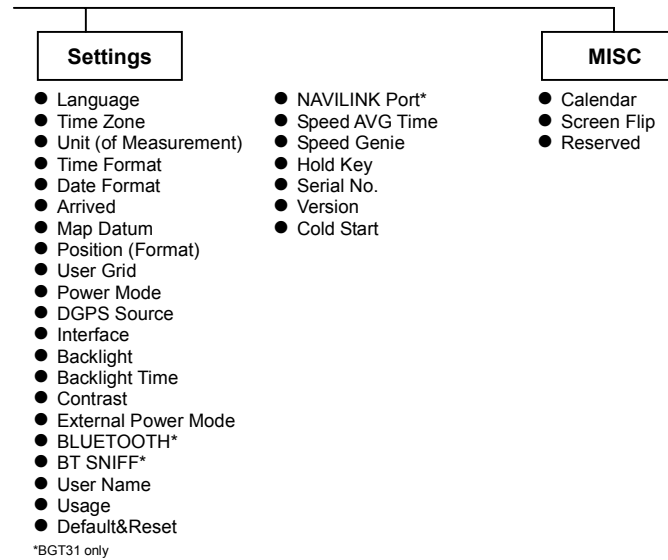 Settings
● Language
● Time Zone
● Unit (of Measurement)
● Time Format
● Date Format
● Arrived
● Map Datum
● Position (Format)
● User Grid
● Power Mode
● DGPS Source
● Interface
● Backlight
● Backlight Time
● Contrast
● External Power Mode
● BLUETOOTH*
● BT SNIFF*
● User Name
● Usage
● Default&Reset
*BGT31 only
● NAVILINK Port*
● Speed AVG Time
● Speed Genie
● Hold Key
● Serial No.
● Version
● Cold Start
MISC
● Calendar
● Screen Flip
● Reserved